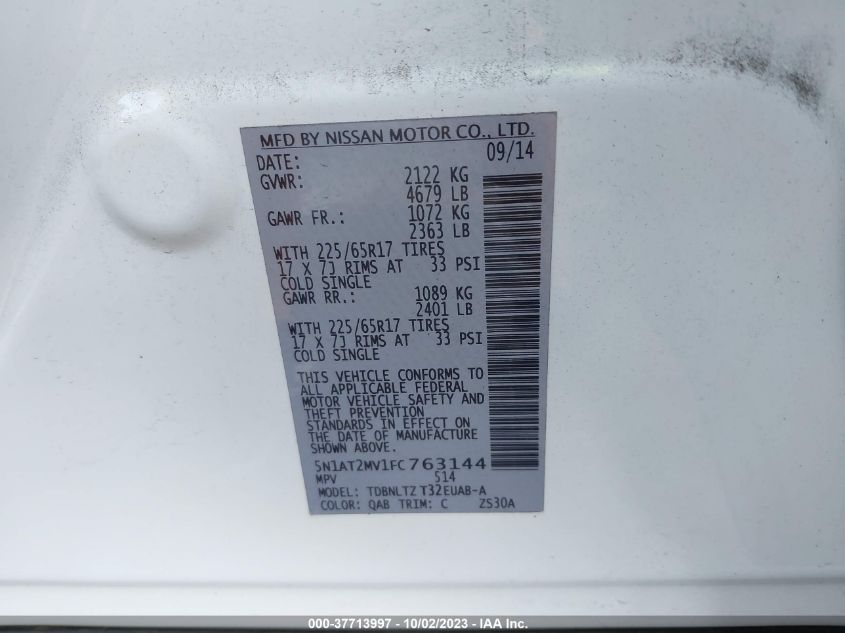 MFD BY NISSAN MOTOR CO., LTD.
DATE: 09/14
GVWR: 2122 KG
4679 LB
GAWR FR.: 1072 KG
2363 LB
WITH 225/65R17 TIRES
17 X 7J RIMS AT 33 PSI
COLD SINGLE
GAWR RR.: 1089 KG
2401 LB
WITH 225/65R17 TIRES
17 X 7J RIMS AT 33 PSI
COLD SINGLE
THIS VEHICLE CONFORMS TO
ALL APPLICABLE FEDERAL
MOTOR VEHICLE SAFETY AND
THEFT PREVENTION
STANDARDS IN EFFECT ON
THE DATE OF MANUFACTURE
SHOWN ABOVE.
5N1AT2MV1FC763144
MPV 514
MODEL: TDBNLTZ T32EUAB-A
COLOR: QAB TRIM: C ZS30A
000-37713997 - 10/02/2023 - IAA Inc.